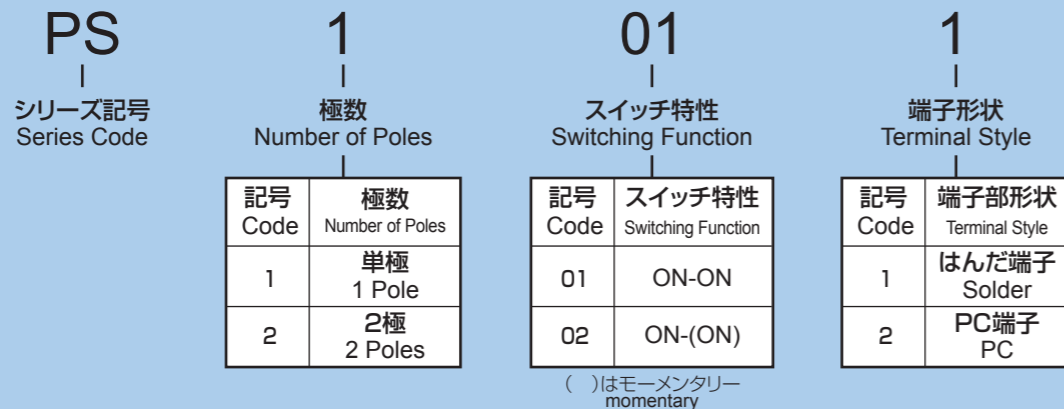 PS 1 01 1
シリーズ記号 極数 スイッチ特性 端子形状
Series Code Number of Poles Switching Function Terminal Style
記号 極数
Code Number of Poles
1 単極
1 Pole
2 2極
2 Poles
記号 スイッチ特性
Code Switching Function
01 ON-ON
02 ON-(ON)
( )はモーメンタリー
momentary
記号 端子部形状
Code Terminal Style
1 はんだ端子
Solder
2 PC端子
PC